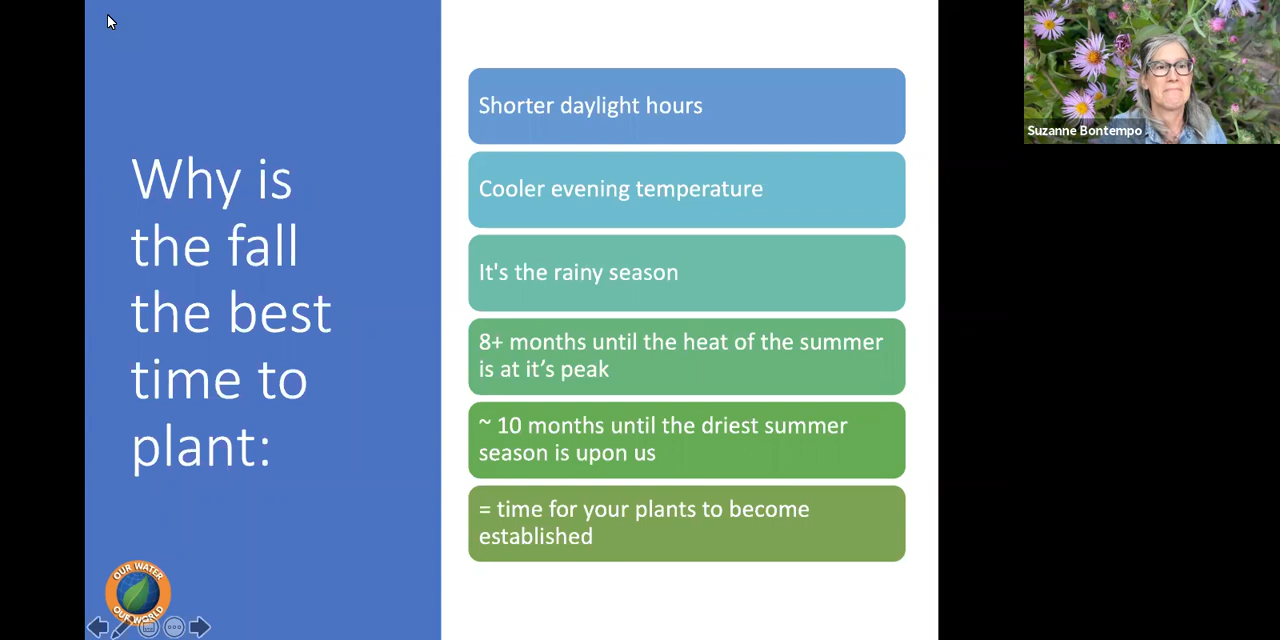 Why is
the fall
the best
time to
plant:
Shorter daylight hours
Cooler evening temperature
It's the rainy season
8+ months until the heat of the summer
is at it’s peak
~ 10 months until the driest summer
season is upon us
= time for your plants to become
established
OUR WATER
OUR WORLD
Suzanne Bontempo